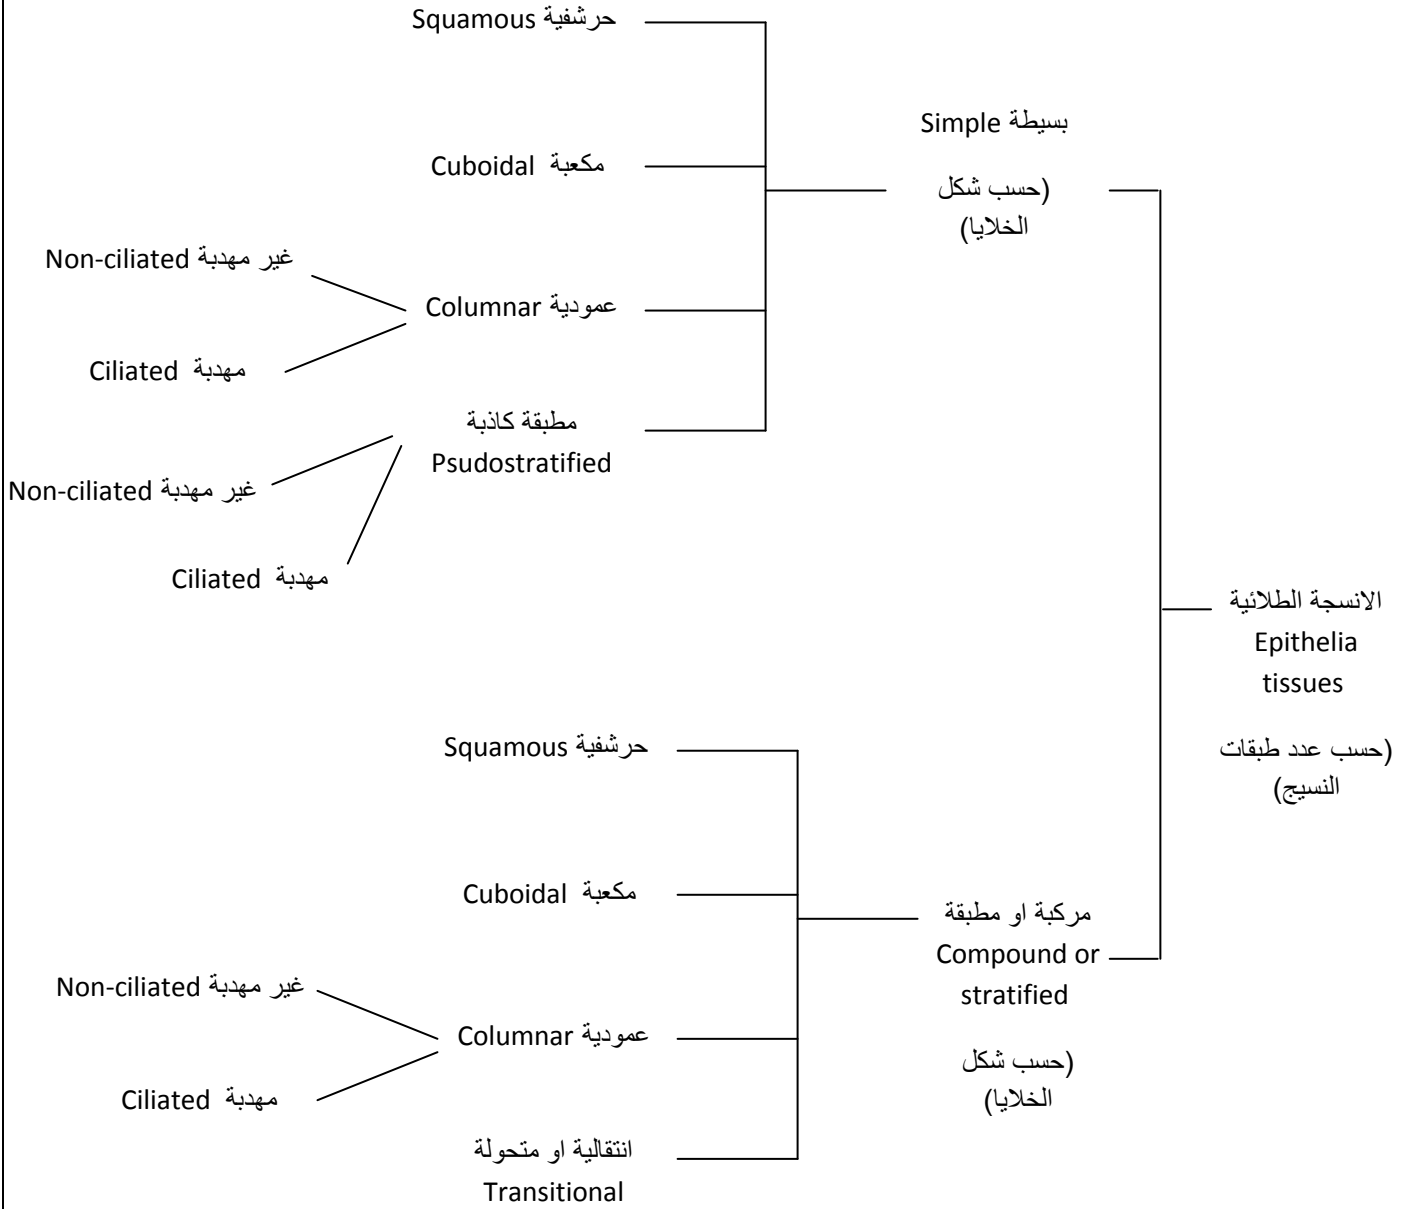 حرشفية Squamous
بسيطة Simple
مكعبة Cuboidal
(حسب شكل
الخلايا)
غير مهدبة Non-ciliated
عمودية Columnar
مهدبة Ciliated
مطبقة كاذبة
Psudostratified
غير مهدبة Non-ciliated
مهدبة Ciliated
الانسجة الطلائية
Epithelia
tissues
(حسب عدد طبقات
النسيج)
حرشفية Squamous
مكعبة Cuboidal
مركبة او مطبقة
Compound or
stratified
(حسب شكل
الخلايا)
غير مهدبة Non-ciliated
عمودية Columnar
مهدبة Ciliated
انتقالية او متحولة
Transitional